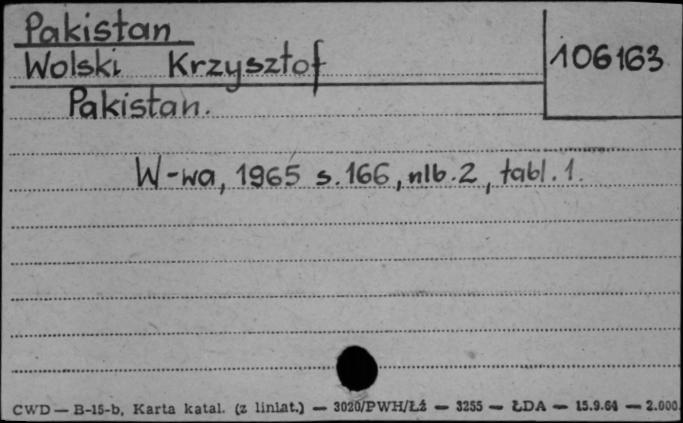 Pakistan
Wolski Krzysztof
106163
Pakistan.
W-wa, 1965 s. 166, nlb. 2, tabl. 1.
CWD — B-15-b, Karta katal. (z liniat.) — 3020/PWH/Łź — 3255 — ŁDA — 15.9.64 — 2.000.